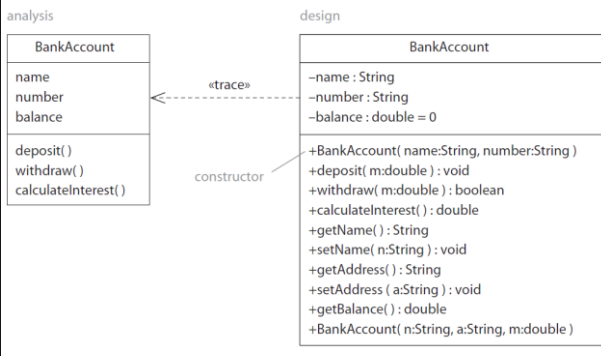 analysis
BankAccount
name
number
balance
deposit( )
withdraw( )
calculateInterest( )
«trace»
constructor
design
BankAccount
–name : String
–number : String
–balance : double = 0
+BankAccount( name:String, number:String )
+deposit( m:double ) : void
+withdraw( m:double ) : boolean
+calculateInterest( ) : double
+getName( ) : String
+setName( n:String ) : void
+getAddress( ) : String
+setAddress ( a:String ) : void
+getBalance( ) : double
+BankAccount( n:String, a:String, m:double )